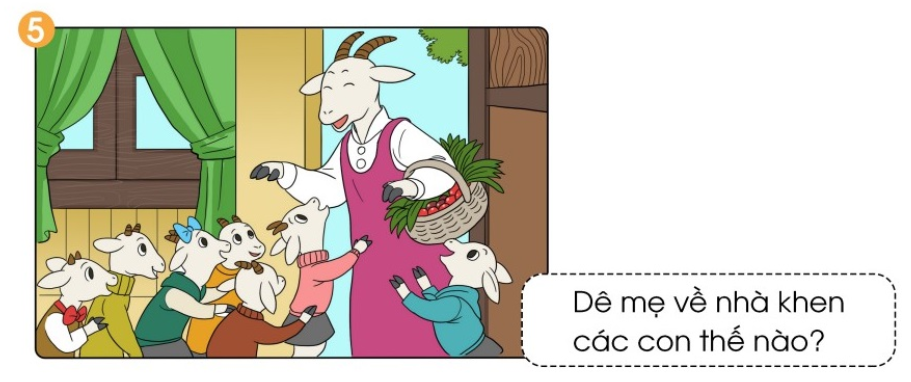 5
Dê mẹ về nhà khen
các con thế nào?